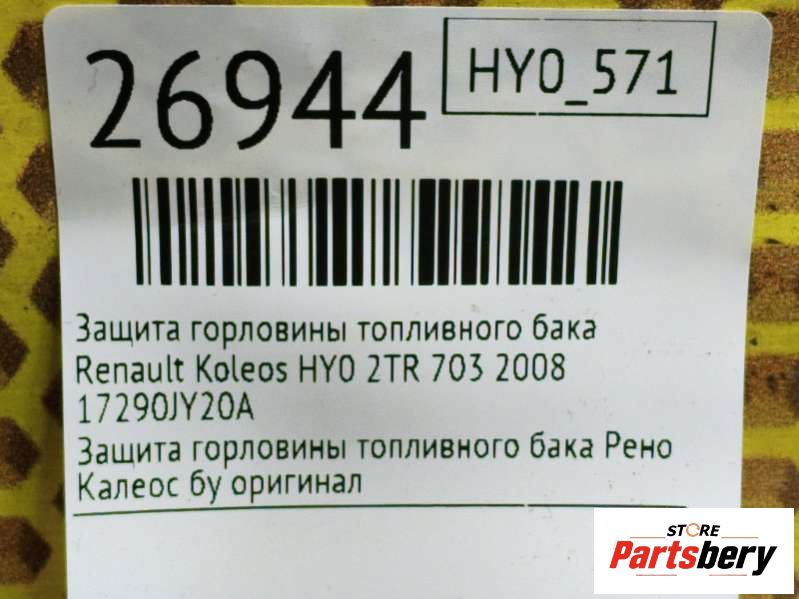 26944
HY0_571
Защита горловины топливного бака
Renault Koleos HY0 2TR 703 2008
17290JY20A
Защита горловины топливного бака Рено
Калеос бу оригинал
STORE
Partsbery